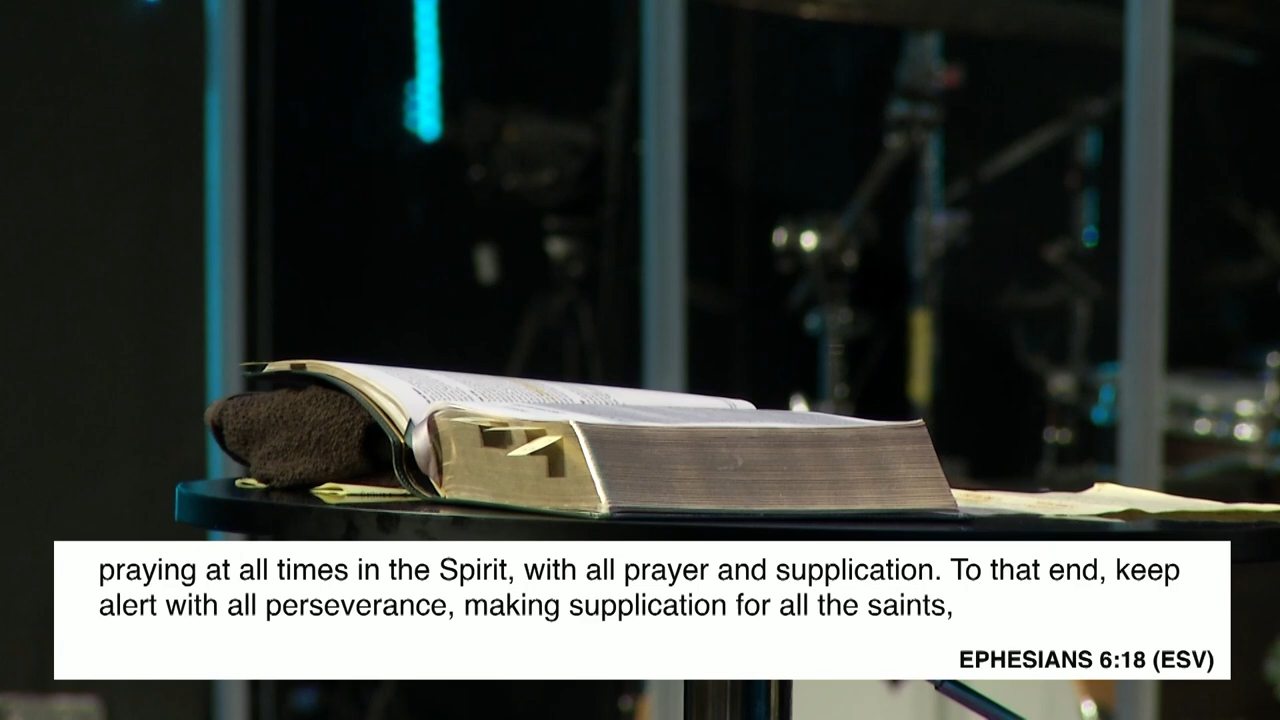 praying at all times in the Spirit, with all prayer and supplication. To that end, keep
alert with all perseverance, making supplication for all the saints,
EPHESIANS 6:18 (ESV)